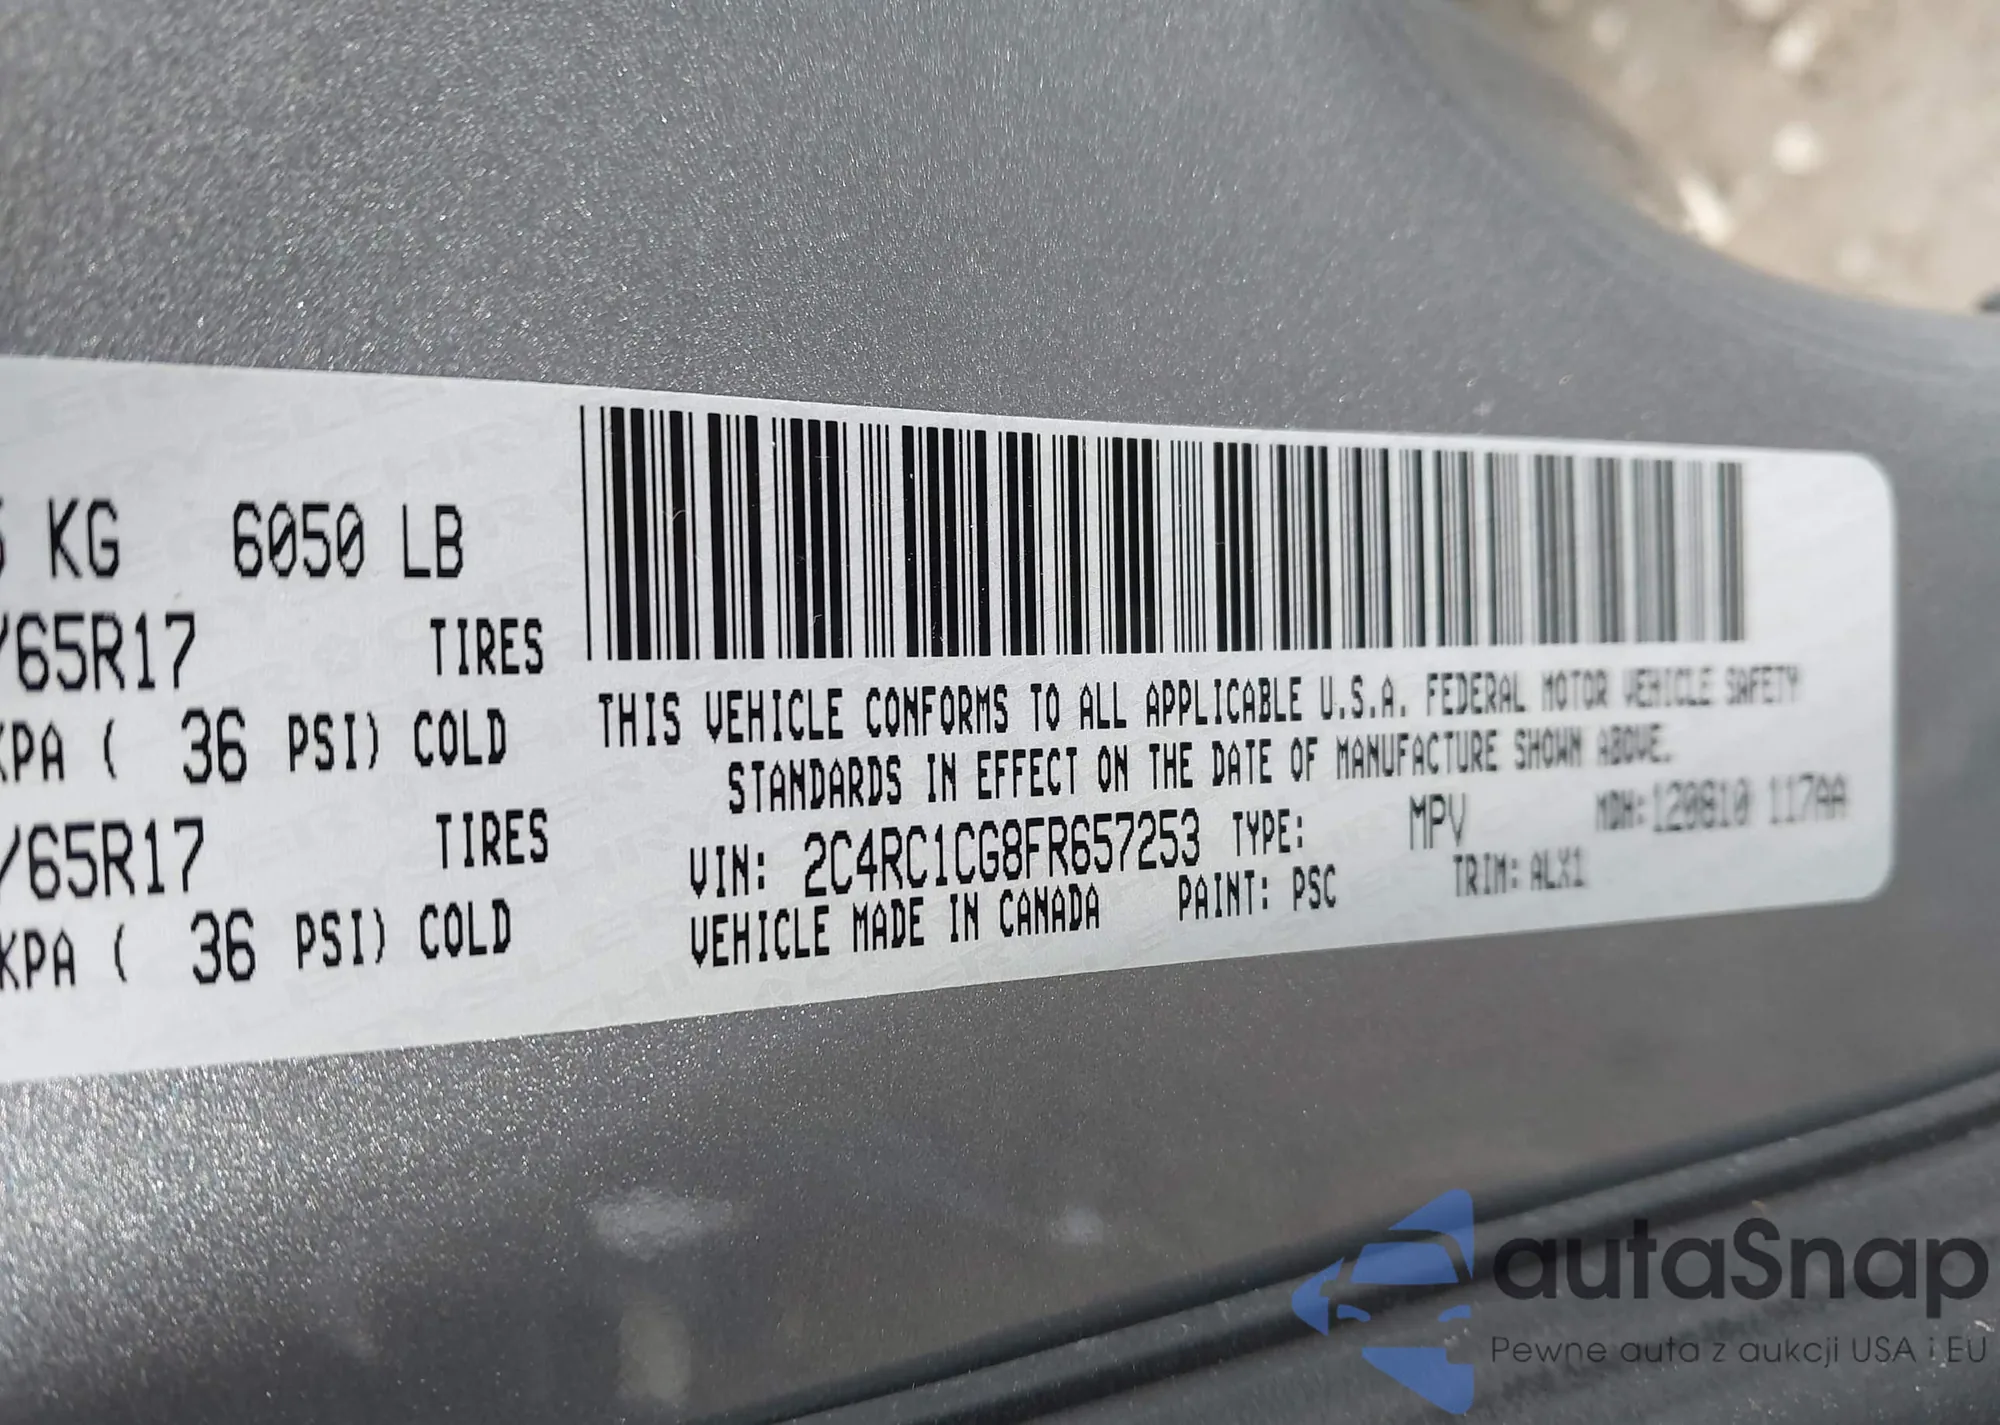 KG 6050 LB
/65R17 TIRES
KPA ( 36 PSI) COLD
/65R17 TIRES
KPA ( 36 PSI) COLD
THIS VEHICLE CONFORMS TO ALL APPLICABLE U.S.A. FEDERAL MOTOR VEHICLE SAFETY
STANDARDS IN EFFECT ON THE DATE OF MANUFACTURE SHOWN ABOVE.
VIN: 2C4RC1CG8FR657253 TYPE: MPV MDH: 120810 117AA
VEHICLE MADE IN CANADA PAINT: PSC TRIM: ALX1
autaSnap
Pewne auta z aukcji USA i EU